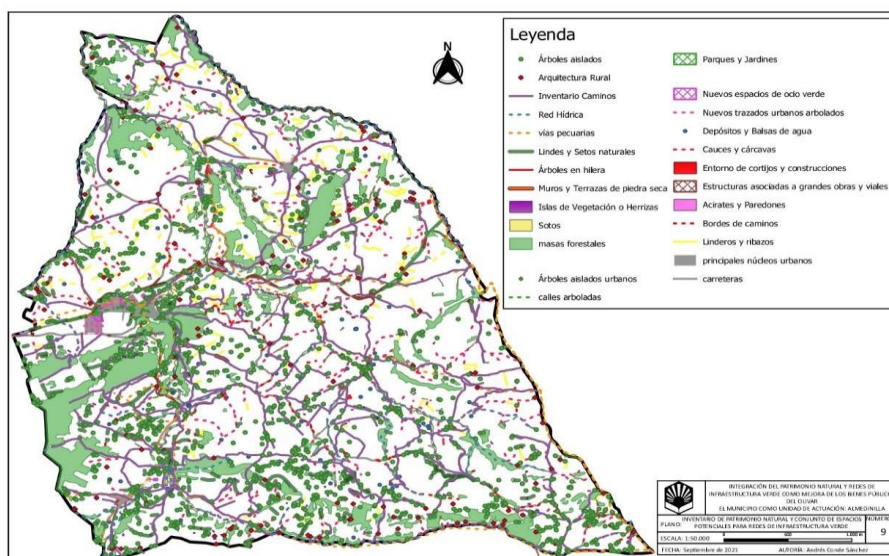 Leyenda
Árboles aislados
Arquitectura Rural
Inventario Caminos
Red Hídrica
vías pecuarias
Lindes y Setos naturales
Árboles en hilera
Muros y Terrazas de piedra seca
Islas de Vegetación o Herrizas
Sotos
masas forestales
Árboles aislados urbanos
calles arboladas
Parques y Jardines
Nuevos espacios de ocio verde
Nuevos trazados urbanos arbolados
Depósitos y Balsas de agua
Cauces y cárcavas
Entorno de cortijos y construcciones
Estructuras asociadas a grandes obras y viales
Acirates y Paredones
Bordes de caminos
Linderos y ribazos
principales núcleos urbanos
carreteras
N
INTEGRACIÓN DEL PATRIMONIO NATURAL Y REDES DE
INFRAESTRUCTURA VERDE COMO MEJORA DE LOS BIENES PÚBLICOS
DEL OLIVAR
EL MUNICIPIO COMO UNIDAD DE ACTUACIÓN: ALMEDINILLA
PLANO: INVENTARIO DE PATRIMONIO NATURAL Y CONJUNTO DE ESPACIOS
POTENCIALES PARA REDES DE INFRAESTRUCTURA VERDE
NÚMERO
9
ESCALA: 1:50.000
0 500 1.000 m
FECHA: Septiembre de 2021 AUTORÍA: Andrés Conde Sánchez